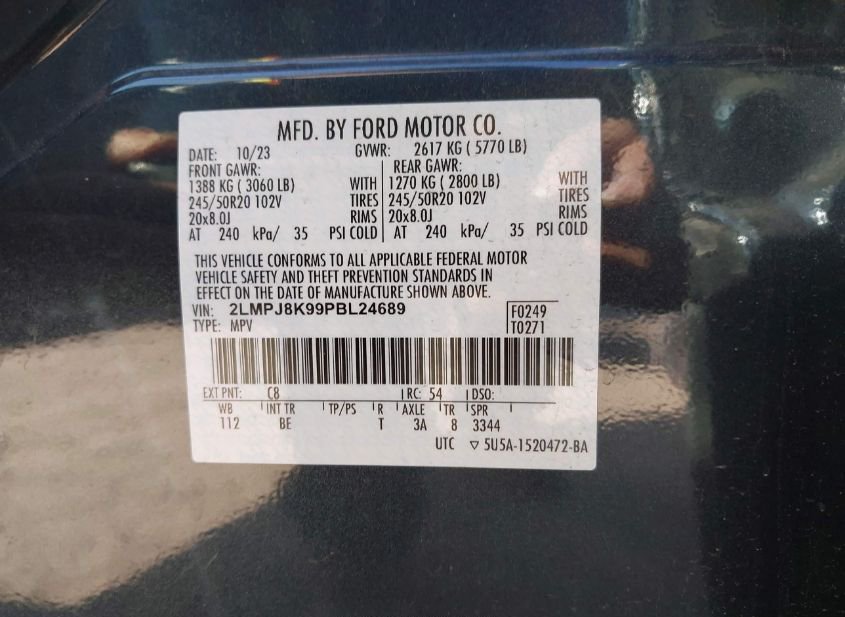 MFD. BY FORD MOTOR CO.
DATE: 10/23 GVWR: 2617 KG ( 5770 LB)
FRONT GAWR: REAR GAWR:
1388 KG ( 3060 LB) WITH 1270 KG ( 2800 LB) WITH
245/50R20 102V TIRES 245/50R20 102V TIRES
20x8.0J RIMS 20x8.0J RIMS
AT 240 kPa/ 35 PSI COLD AT 240 kPa/ 35 PSI COLD
THIS VEHICLE CONFORMS TO ALL APPLICABLE FEDERAL MOTOR
VEHICLE SAFETY AND THEFT PREVENTION STANDARDS IN
EFFECT ON THE DATE OF MANUFACTURE SHOWN ABOVE.
VIN: 2LMPJ8K99PBL24689 F0249
TYPE: MPV T0271
EXT PNT: C8 RC: 54 DSO:
WB INT TR TP/PS R AXLE TR SPR
112 BE T 3A 8 3344
UTC ▽ 5U5A-1520472-BA